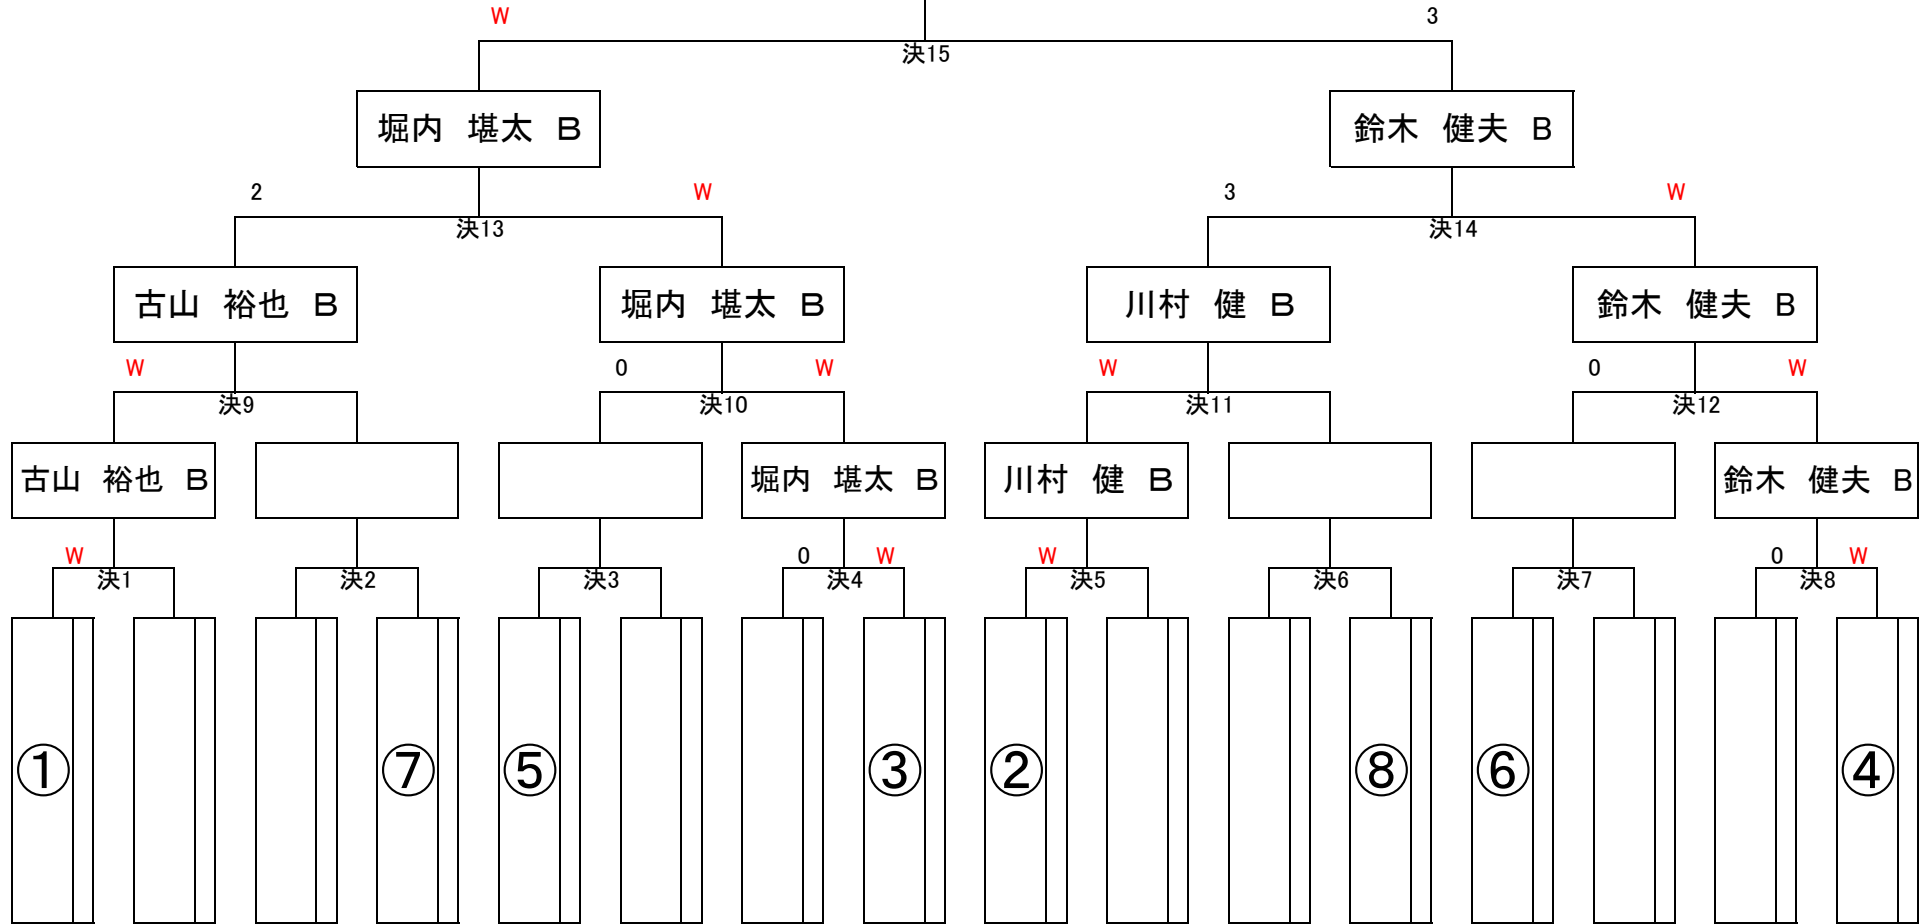 W 3
決15
堀内 堪太 B 鈴木 健夫 B
2 W 3 W
決13 決14
古山 裕也 B 堀内 堪太 B 川村 健 B 鈴木 健夫 B
W 0 W W 0 W
決9 決10 決11 決12
古山 裕也 B 堀内 堪太 B 川村 健 B 鈴木 健夫 B
W 0 W W 0 W
決1 決2 決3 決4 決5 決6 決7 決8
① ⑦ ⑤ ③ ② ⑧ ⑥ ④